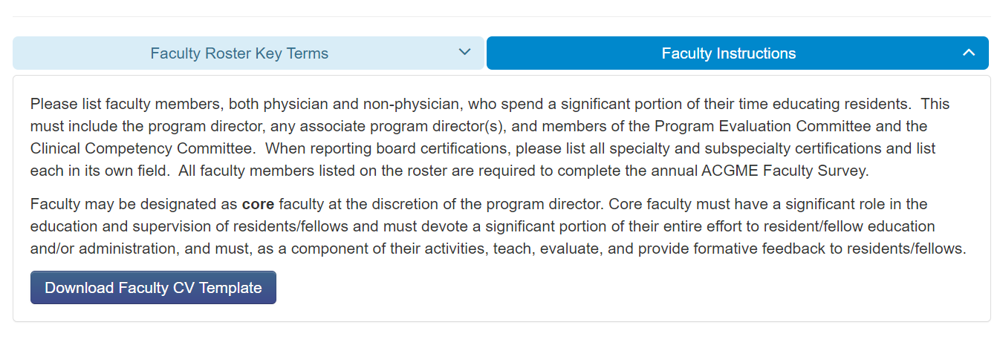 Faculty Roster Key Terms
Faculty Instructions
Please list faculty members, both physician and non-physician, who spend a significant portion of their time educating residents.  This
must include the program director, any associate program director(s), and members of the Program Evaluation Committee and the
Clinical Competency Committee.  When reporting board certifications, please list all specialty and subspecialty certifications and list
each in its own field.  All faculty members listed on the roster are required to complete the annual ACGME Faculty Survey.
Faculty may be designated as core faculty at the discretion of the program director. Core faculty must have a significant role in the
education and supervision of residents/fellows and must devote a significant portion of their entire effort to resident/fellow education
and/or administration, and must, as a component of their activities, teach, evaluate, and provide formative feedback to residents/fellows.
Download Faculty CV Template